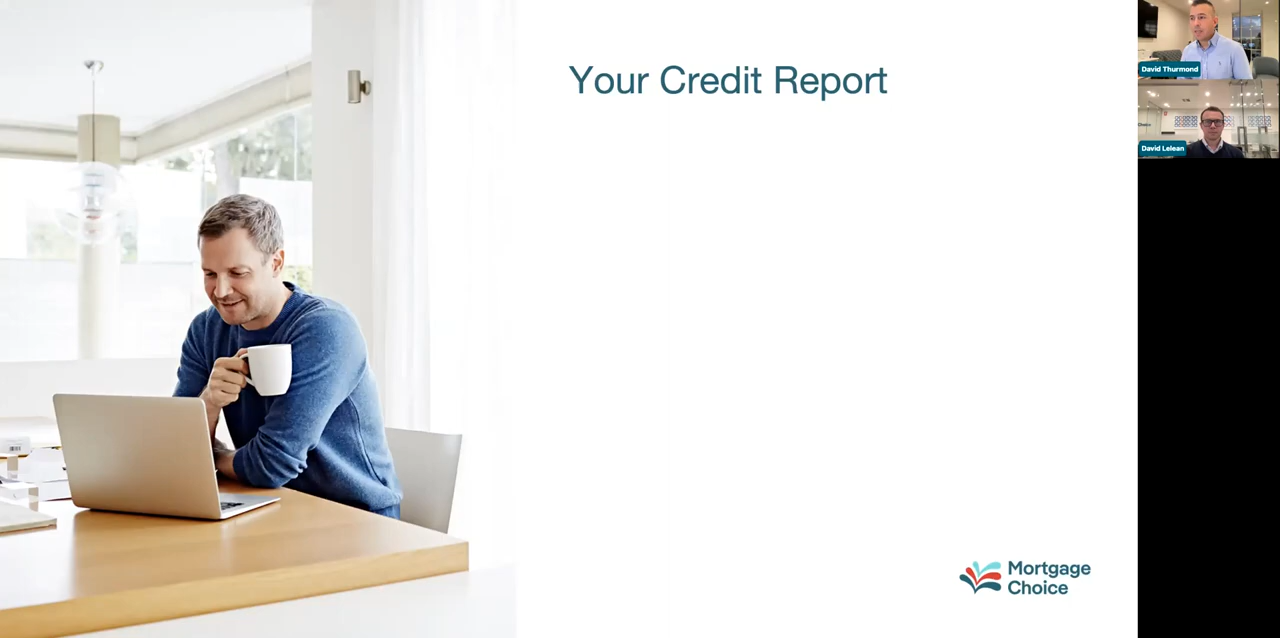 Your Credit Report
David Thurmond
David Lelean
Mortgage
Choice